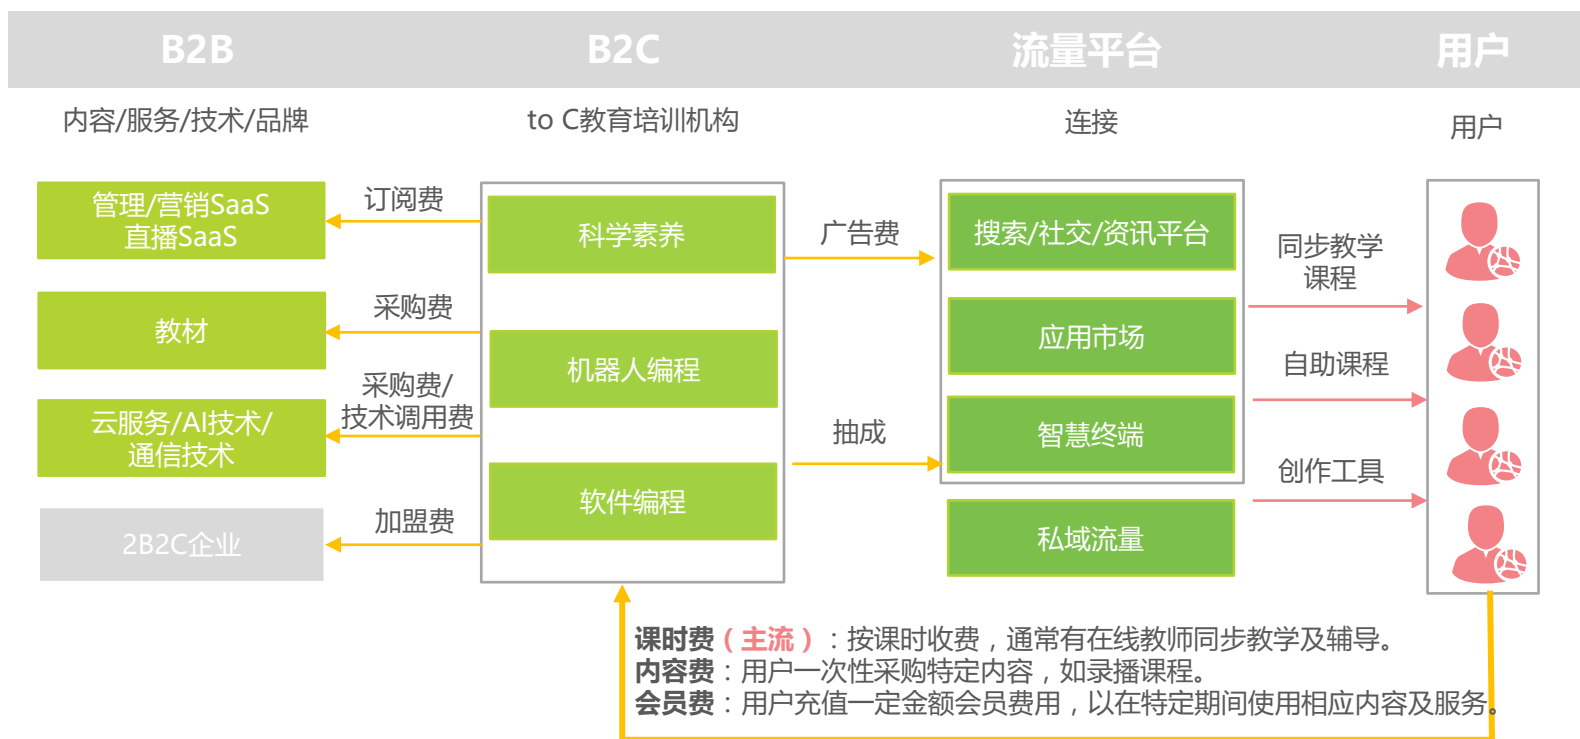 B2B
B2C
流量平台
用户
内容/服务/技术/品牌
to C教育培训机构
连接
用户
管理/营销SaaS
直播SaaS
教材
云服务/AI技术/
通信技术
2B2C企业
订阅费
采购费
采购费/
技术调用费
加盟费
科学素养
机器人编程
软件编程
广告费
抽成
搜索/社交/资讯平台
应用市场
智慧终端
私域流量
同步教学
课程
自助课程
创作工具
课时费（主流）：按课时收费，通常有在线教师同步教学及辅导。
内容费：用户一次性采购特定内容，如录播课程。
会员费：用户充值一定金额会员费用，以在特定期间使用相应内容及服务。